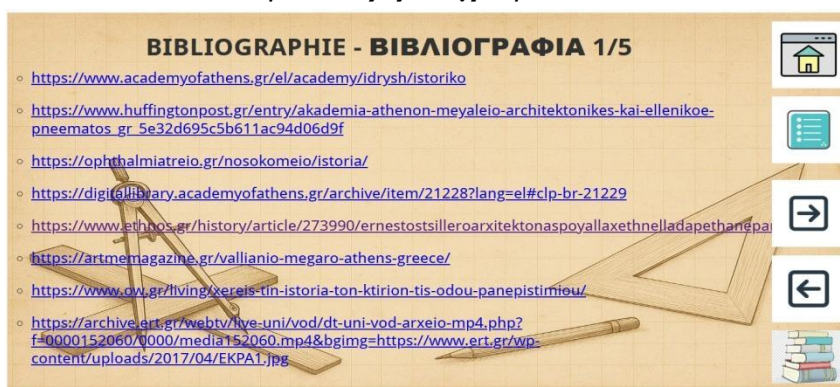 BIBLIOGRAPHIE - ΒΙΒΛΙΟΓΡΑΦΙΑ 1/5
https://www.academyofathens.gr/el/academy/idrysh/istoriko
https://www.huffingtonpost.gr/entry/akademia-athenon-meyaleio-architektonikes-kai-ellenikoe-
pneematos_gr_5e32d695c5b611ac94d06d9f
https://ophthalmiatreio.gr/nosokomeio/istoria/
https://digitallibrary.academyofathens.gr/archive/item/21228?lang=el#clp-br-21229
https://www.ethnos.gr/history/article/273990/ernestostsilleroarxitektonaspoyallaxethnelladapethanepa
https://artmemagazine.gr/vallianio-megaro-athens-greece/
https://www.ow.gr/living/xereis-tin-istoria-ton-ktirion-tis-odou-panepistimiou/
https://archive.ert.gr/webtv/live-uni/vod/dt-uni-vod-arxeio-mp4.php?
f=0000152060/0000/media152060.mp4&bgimg=https://www.ert.gr/wp-
content/uploads/2017/04/EKPA1.jpg